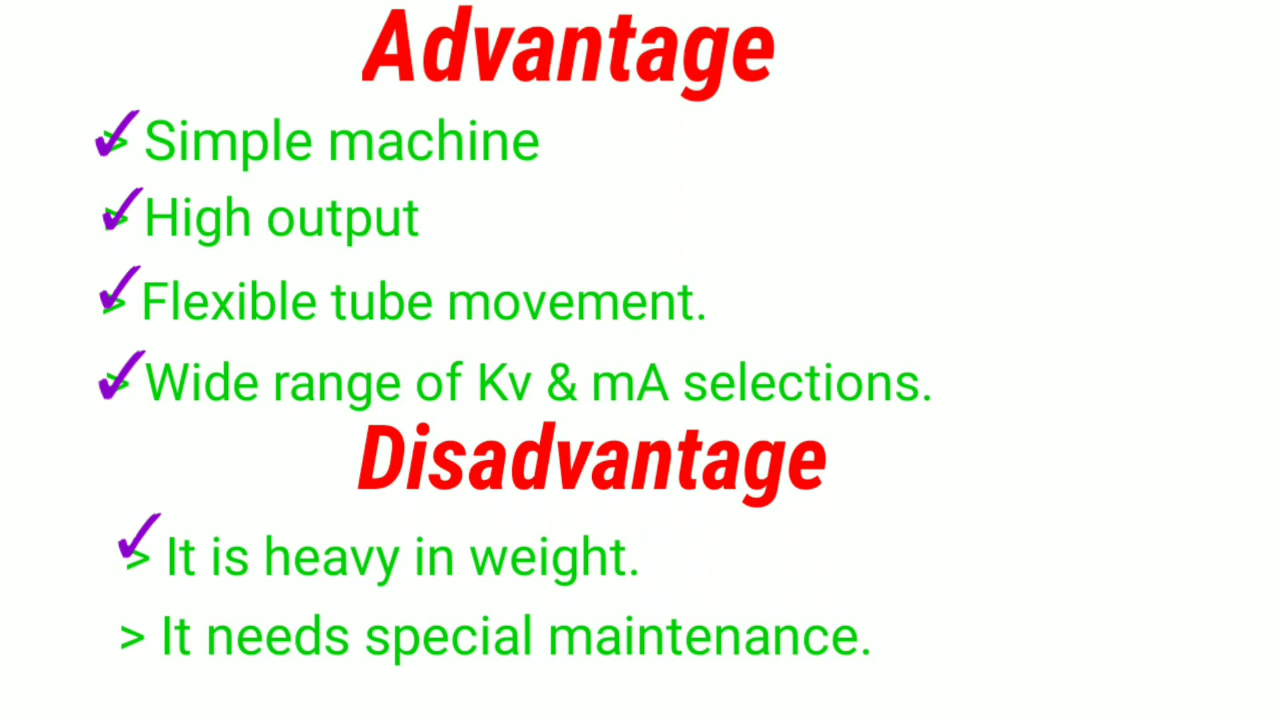 Advantage
> Simple machine
> High output
> Flexible tube movement.
> Wide range of Kv & mA selections.
Disadvantage
> It is heavy in weight.
> It needs special maintenance.